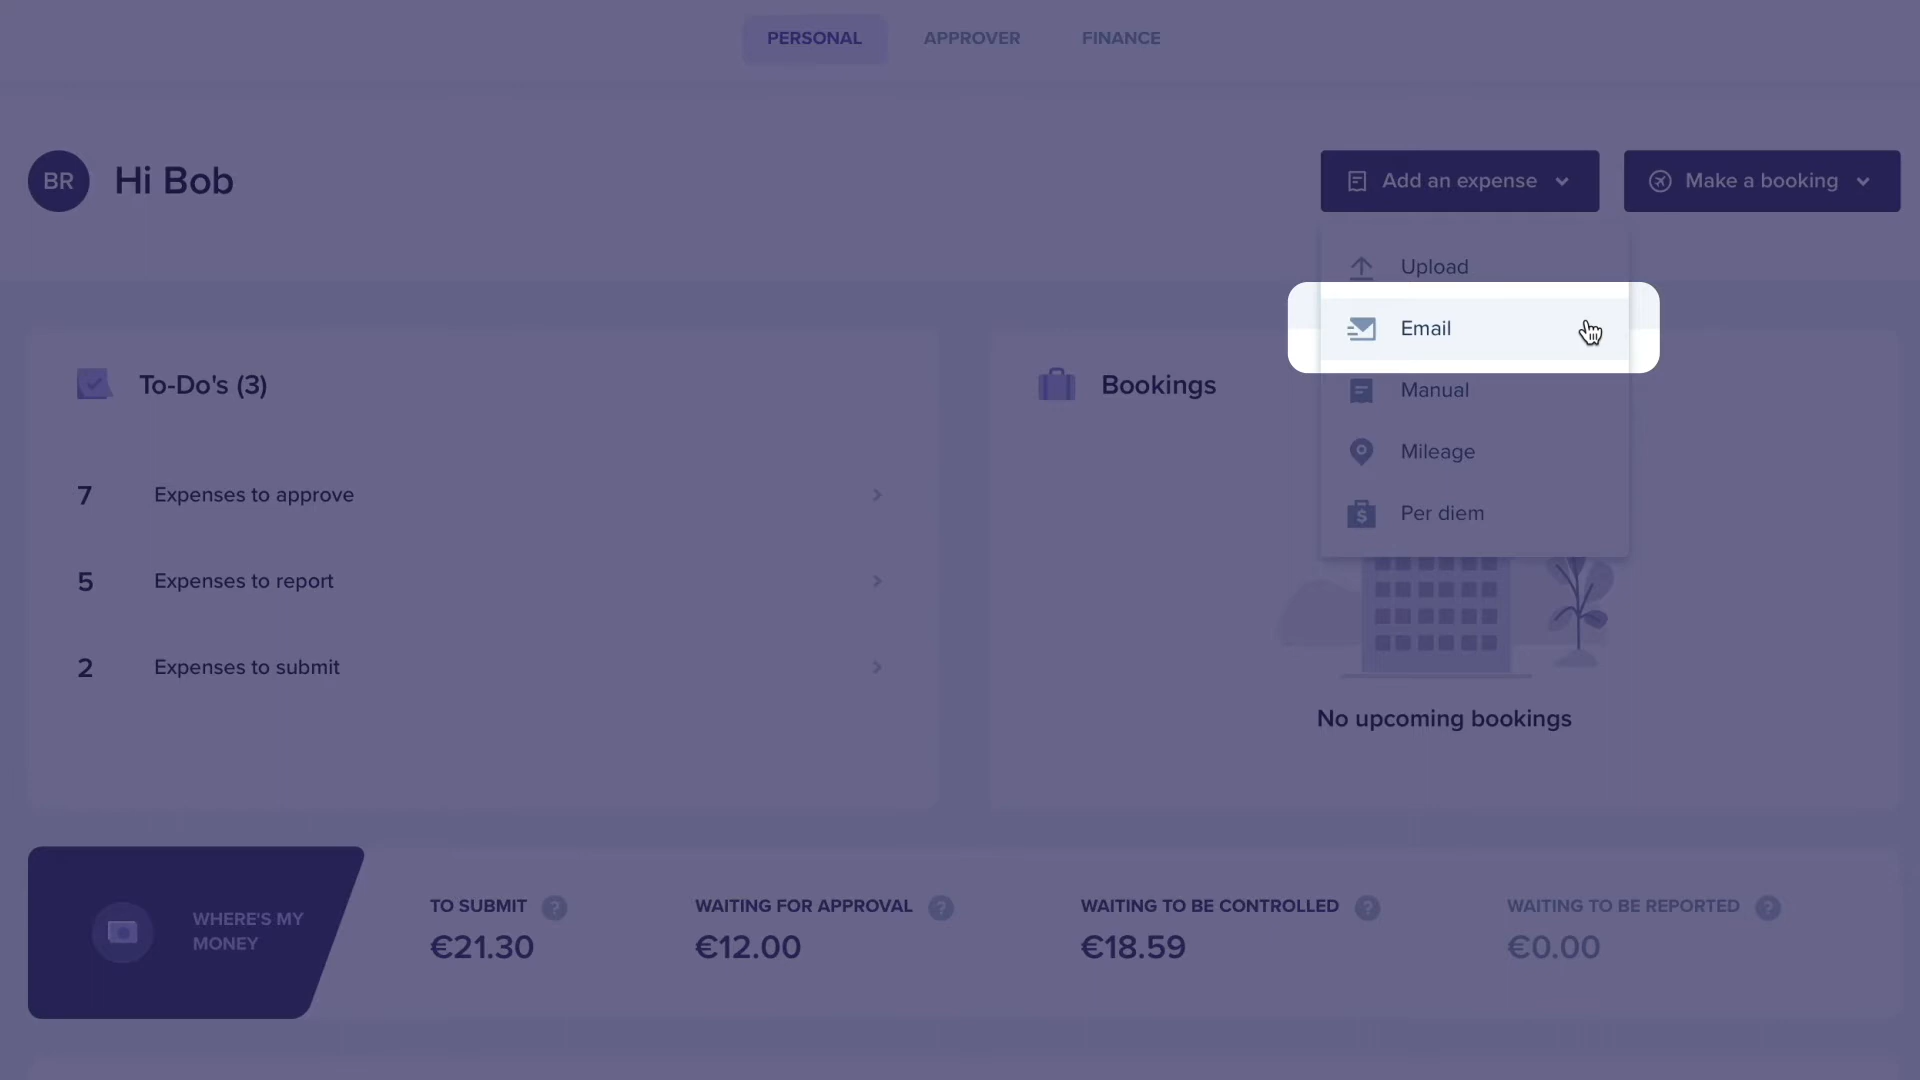 PERSONAL APPROVER FINANCE
BR Hi Bob
Add an expense Make a booking
Upload
Email
Manual
Mileage
$ Per diem
To-Do's (3)
7 Expenses to approve
5 Expenses to report
2 Expenses to submit
Bookings
No upcoming bookings
WHERE'S MY
MONEY
TO SUBMIT ?
€21.30
WAITING FOR APPROVAL ?
€12.00
WAITING TO BE CONTROLLED ?
€18.59
WAITING TO BE REPORTED ?
€0.00